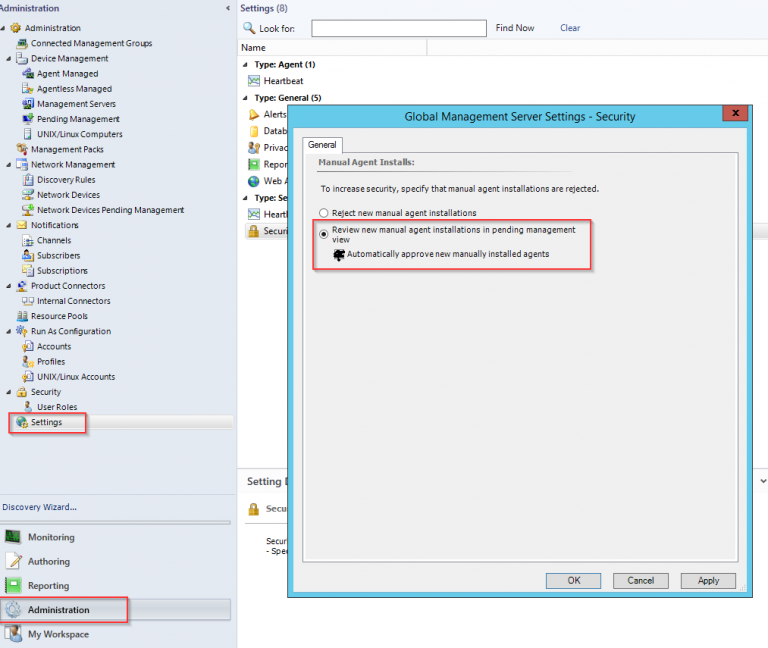 Administration
Administration
Connected Management Groups
Device Management
Agent Managed
Agentless Managed
Management Servers
Pending Management
UNIX/Linux Computers
Management Packs
Network Management
Discovery Rules
Network Devices
Network Devices Pending Management
Notifications
Channels
Subscribers
Subscriptions
Product Connectors
Internal Connectors
Resource Pools
Run As Configuration
Accounts
Profiles
UNIX/Linux Accounts
Security
User Roles
Settings
Discovery Wizard...
Monitoring
Authoring
Reporting
Administration
My Workspace
Settings (8)
Look for: Find Now Clear
Name
Type: Agent (1)
Heartbeat
Type: General (5)
Alerts
Datab
Privac
Repor
Web A
Type: Se
Heartl
Securi
Setting D
Secur
Secur
- Spec
Global Management Server Settings - Security
x
General
Manual Agent Installs:
To increase security, specify that manual agent installations are rejected.
Reject new manual agent installations
Review new manual agent installations in pending management
view
Automatically approve new manually installed agents
OK Cancel Apply